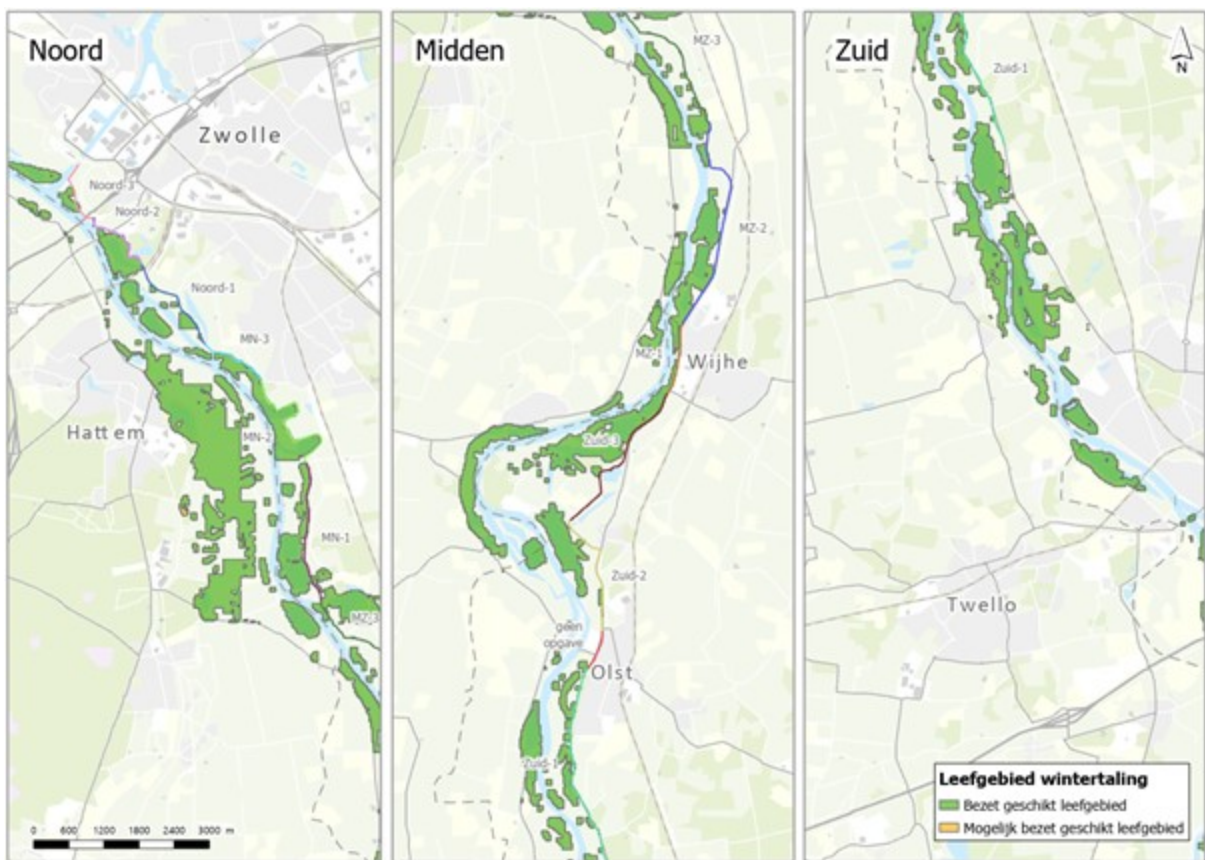 Noord
Zwolle
Noord-3
Noord-2
Noord-1
MN-3
Hattem
MN-2
MN-1
MZ-3
0 600 1200 1800 2400 3000 m
Midden
MZ-3
MZ-2
MZ-1
Wijhe
Zuid-3
Zuid-2
geen
opgave
Olst
Zuid-1
Zuid
N
Zuid-1
Twello
Leefgebied wintertaling
Bezet geschikt leefgebied
Mogelijk bezet geschikt leefgebied